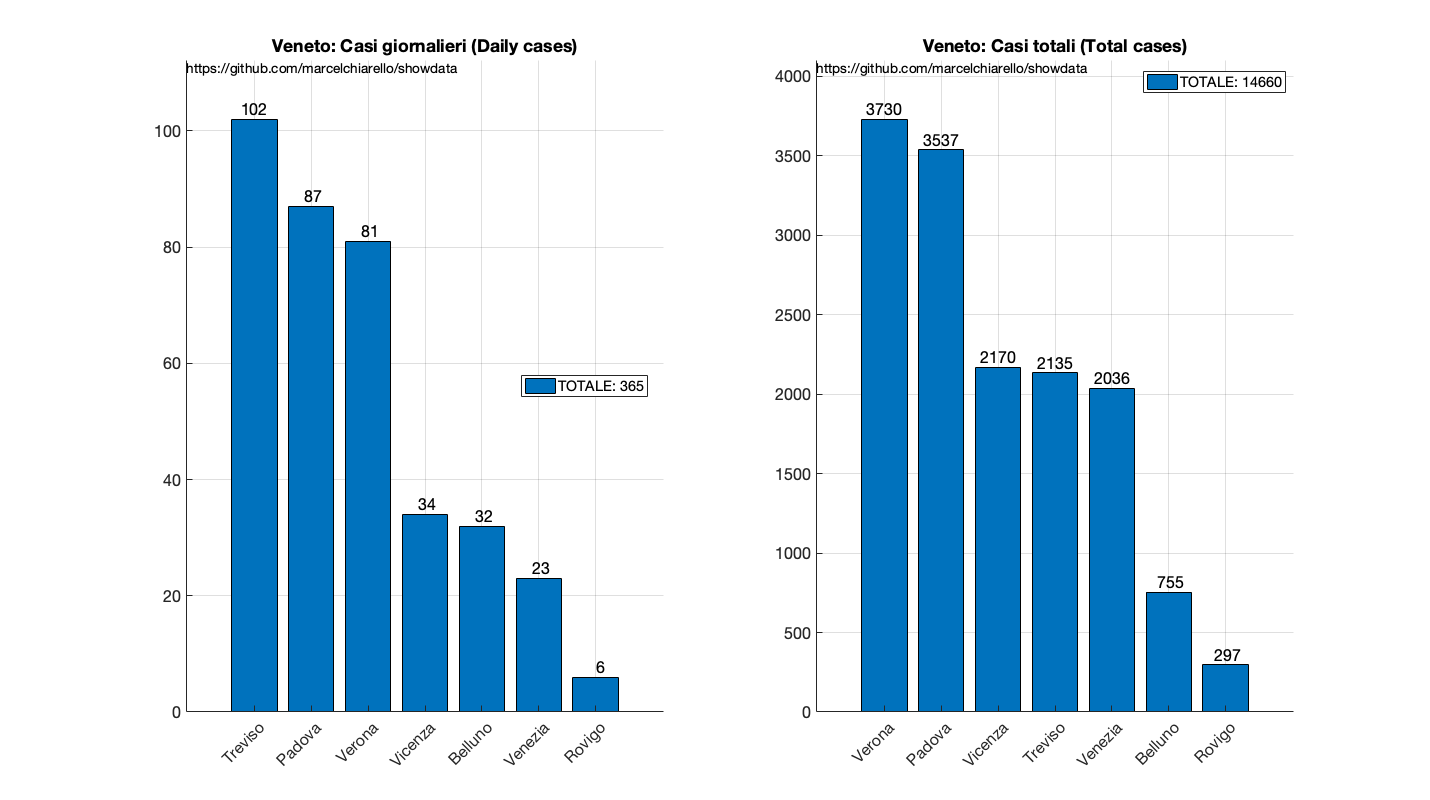 Veneto: Casi giornalieri (Daily cases)
https://github.com/marcelchiarello/showdata
102
87
81
34
32
23
6
TOTALE: 365
100
80
60
40
20
0
Treviso
Padova
Verona
Vicenza
Belluno
Venezia
Rovigo
Veneto: Casi totali (Total cases)
https://github.com/marcelchiarello/showdata
TOTALE: 14660
3730
3537
2170
2135
2036
755
297
4000
3500
3000
2500
2000
1500
1000
500
0
Verona
Padova
Vicenza
Treviso
Venezia
Belluno
Rovigo